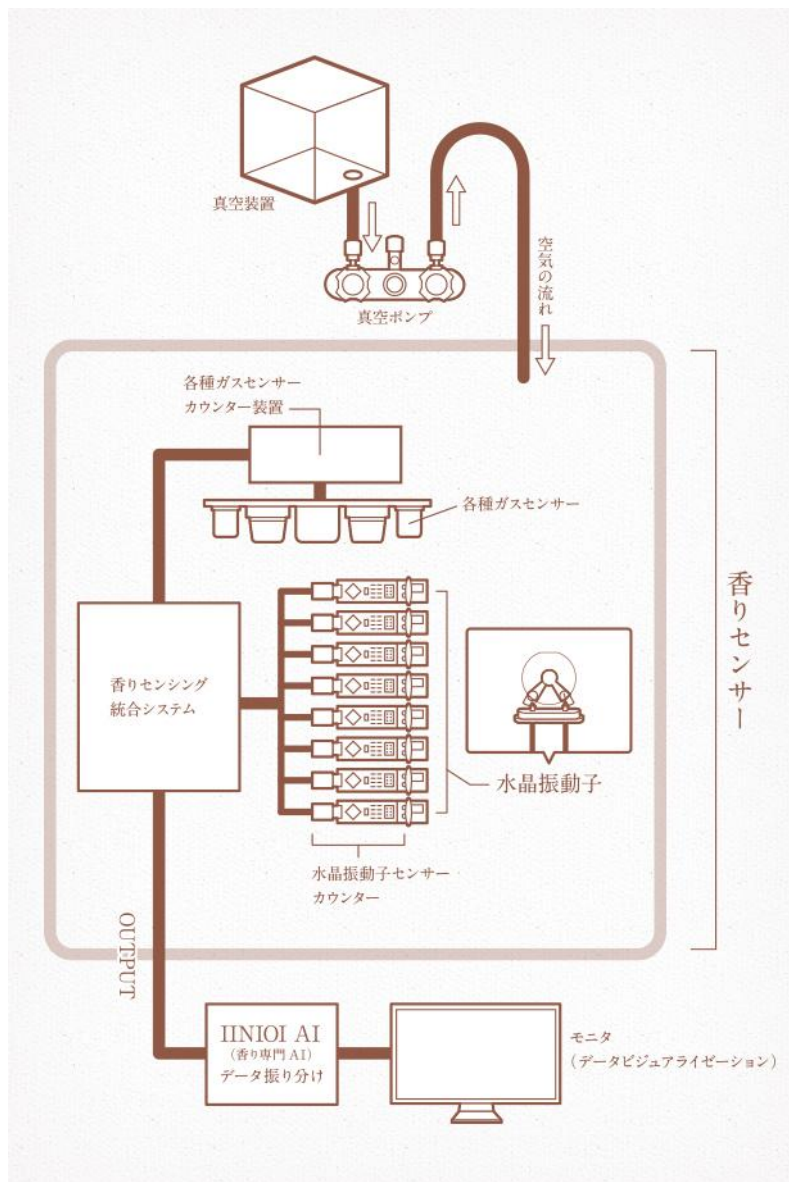 真空装置
空気の流れ
真空ポンプ
各種ガスセンサー
カウンター装置
各種ガスセンサー
香りセンサー
香りセンシング
統合システム
水晶振動子
水晶振動子センサー
カウンター
OUTPUT
IINIOI AI
（香り専門 AI）
データ振り分け
モニタ
（データビジュアライゼーション）